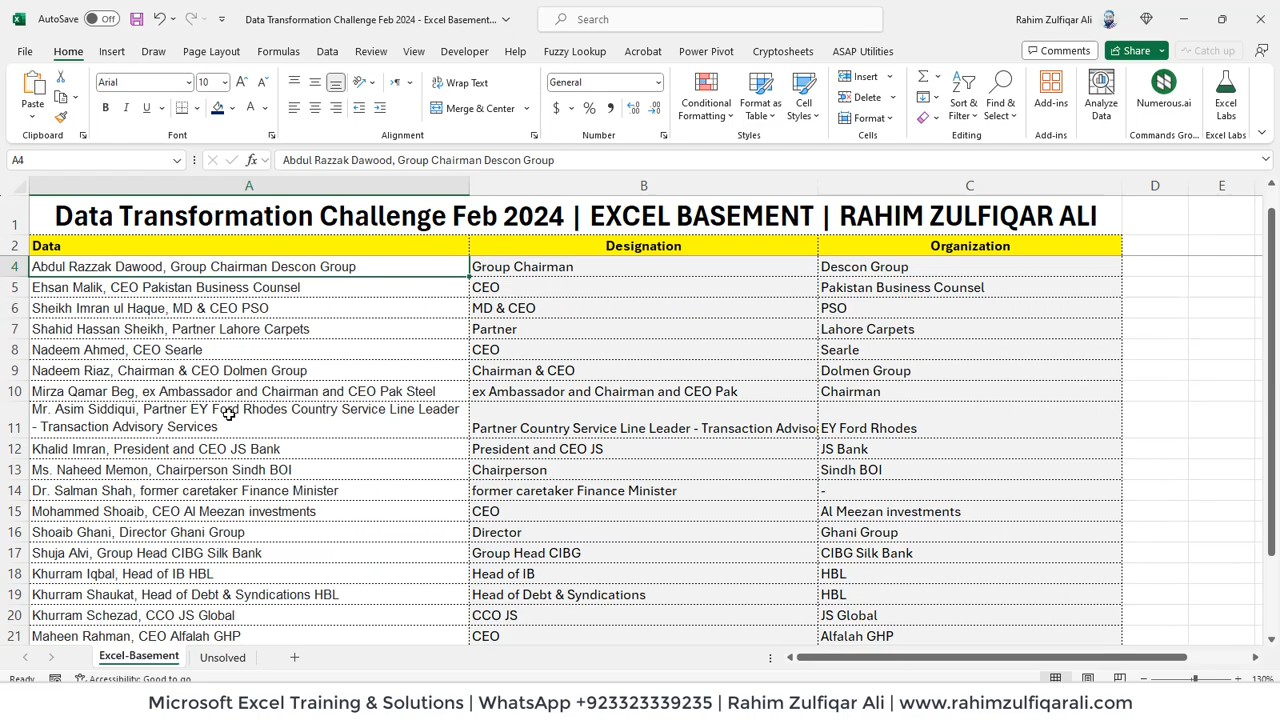 AutoSave Off Data Transformation Challenge Feb 2024 - Excel Basement... Search Rahim Zulfiqar Ali
File Home Insert Draw Page Layout Formulas Data Review View Developer Help Fuzzy Lookup Acrobat Power Pivot Cryptosheets ASAP Utilities Comments Share Catch up
Arial 10 Wrap Text General Insert
Paste B I U Merge & Center $ % Conditional Formatting Format as Table Cell Styles Delete Format Sort & Filter Find & Select Add-ins Analyze Data Numerous.ai Excel Labs
Clipboard Font Alignment Number Styles Cells Editing Add-ins Commands Gro... Excel Labs
A4 fx Abdul Razzak Dawood, Group Chairman Descon Group
A B C D E
1 Data Transformation Challenge Feb 2024 | EXCEL BASEMENT | RAHIM ZULFIQAR ALI
2 Data Designation Organization
4 Abdul Razzak Dawood, Group Chairman Descon Group Group Chairman Descon Group
5 Ehsan Malik, CEO Pakistan Business Counsel CEO Pakistan Business Counsel
6 Sheikh Imran ul Haque, MD & CEO PSO MD & CEO PSO
7 Shahid Hassan Sheikh, Partner Lahore Carpets Partner Lahore Carpets
8 Nadeem Ahmed, CEO Searle CEO Searle
9 Nadeem Riaz, Chairman & CEO Dolmen Group Chairman & CEO Dolmen Group
10 Mirza Qamar Beg, ex Ambassador and Chairman and CEO Pak Steel ex Ambassador and Chairman and CEO Pak Chairman
Mr. Asim Siddiqui, Partner EY Ford Rhodes Country Service Line Leader
- Transaction Advisory Services
11 Partner Country Service Line Leader - Transaction Adviso EY Ford Rhodes
12 Khalid Imran, President and CEO JS Bank President and CEO JS JS Bank
13 Ms. Naheed Memon, Chairperson Sindh BOI Chairperson Sindh BOI
14 Dr. Salman Shah, former caretaker Finance Minister former caretaker Finance Minister -
15 Mohammed Shoaib, CEO Al Meezan investments CEO Al Meezan investments
16 Shoaib Ghani, Director Ghani Group Director Ghani Group
17 Shuja Alvi, Group Head CIBG Silk Bank Group Head CIBG CIBG Silk Bank
18 Khurram Iqbal, Head of IB HBL Head of IB HBL
19 Khurram Shaukat, Head of Debt & Syndications HBL Head of Debt & Syndications HBL
20 Khurram Schezad, CCO JS Global CCO JS JS Global
21 Maheen Rahman, CEO Alfalah GHP CEO Alfalah GHP
Excel-Basement Unsolved
Ready Accessibility: Good to go 130%
Microsoft Excel Training & Solutions | WhatsApp +923323339235 | Rahim Zulfiqar Ali | www.rahimzulfiqarali.com